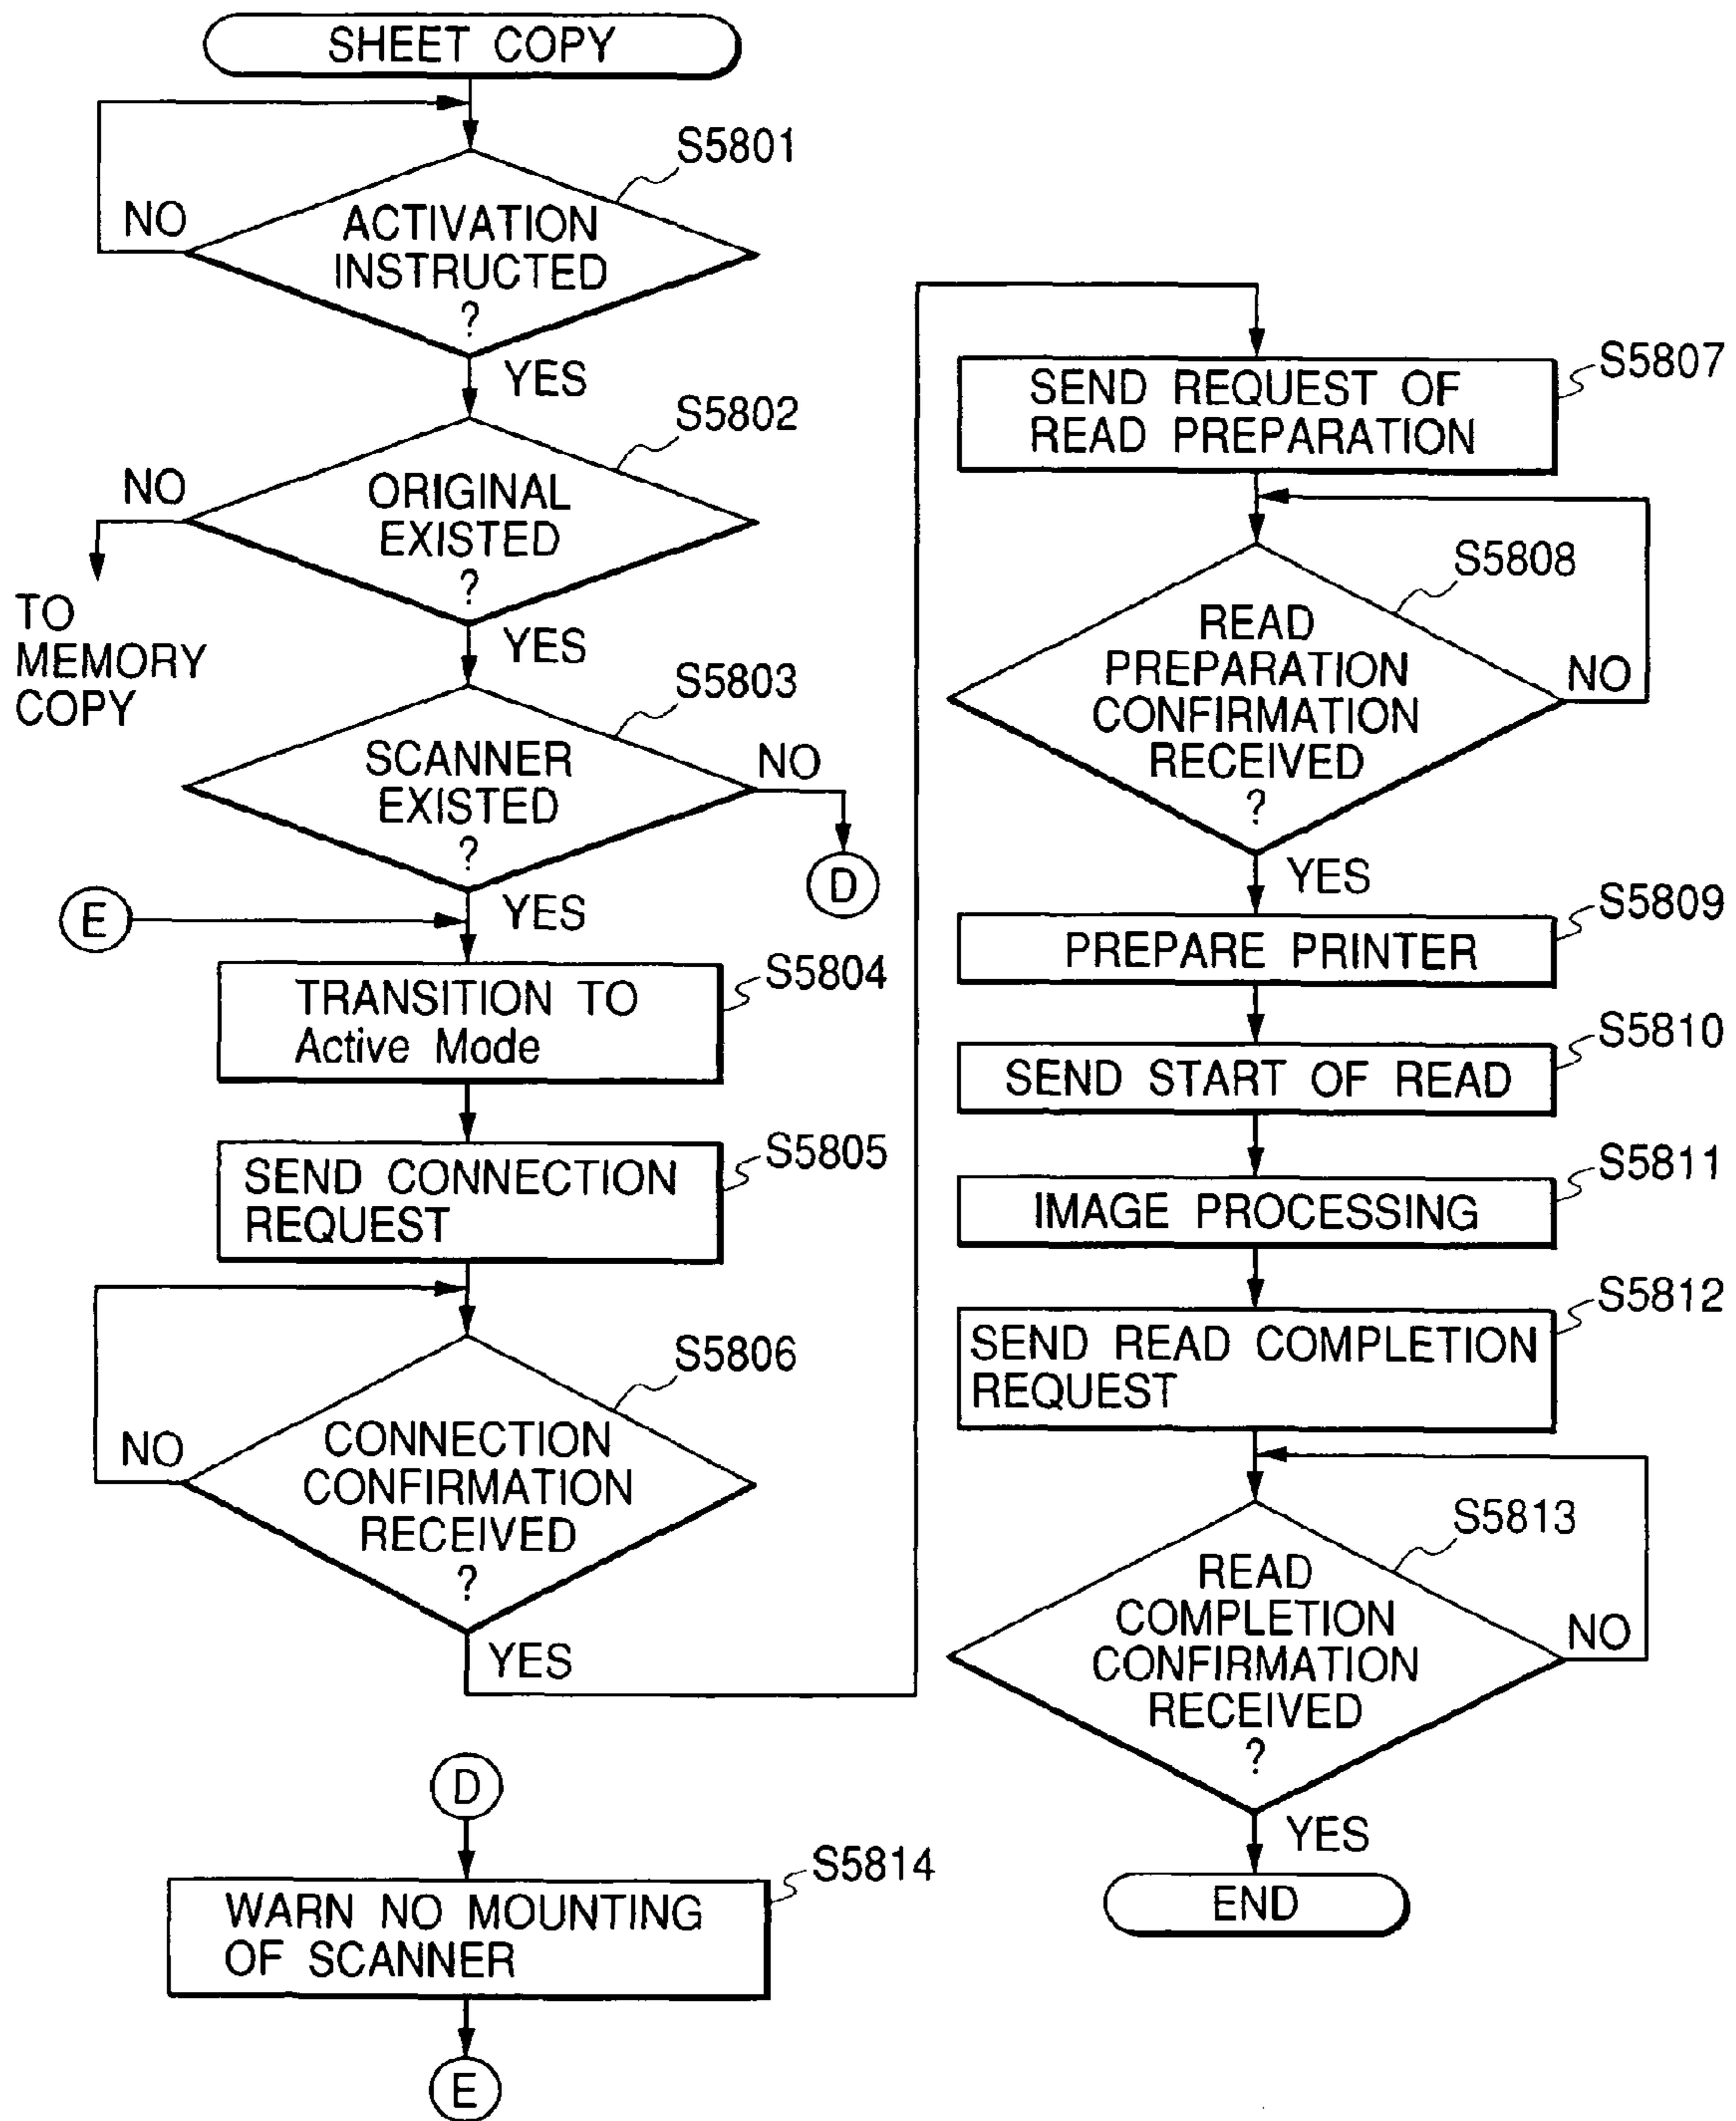 SHEET COPY
S5801
NO
ACTIVATION
INSTRUCTED
?
YES
S5802
NO
ORIGINAL
EXISTED
?
TO
MEMORY
COPY
YES
S5803
SCANNER
EXISTED
?
NO
D
E
YES
TRANSITION TO
Active Mode
S5804
SEND CONNECTION
REQUEST
S5805
S5806
NO
CONNECTION
CONFIRMATION
RECEIVED
?
YES
D
WARN NO MOUNTING
OF SCANNER
S5814
E
SEND REQUEST OF
READ PREPARATION
S5807
S5808
READ
PREPARATION
CONFIRMATION
RECEIVED
?
NO
YES
PREPARE PRINTER
S5809
SEND START OF READ
S5810
IMAGE PROCESSING
S5811
SEND READ COMPLETION
REQUEST
S5812
S5813
READ
COMPLETION
CONFIRMATION
RECEIVED
?
NO
YES
END